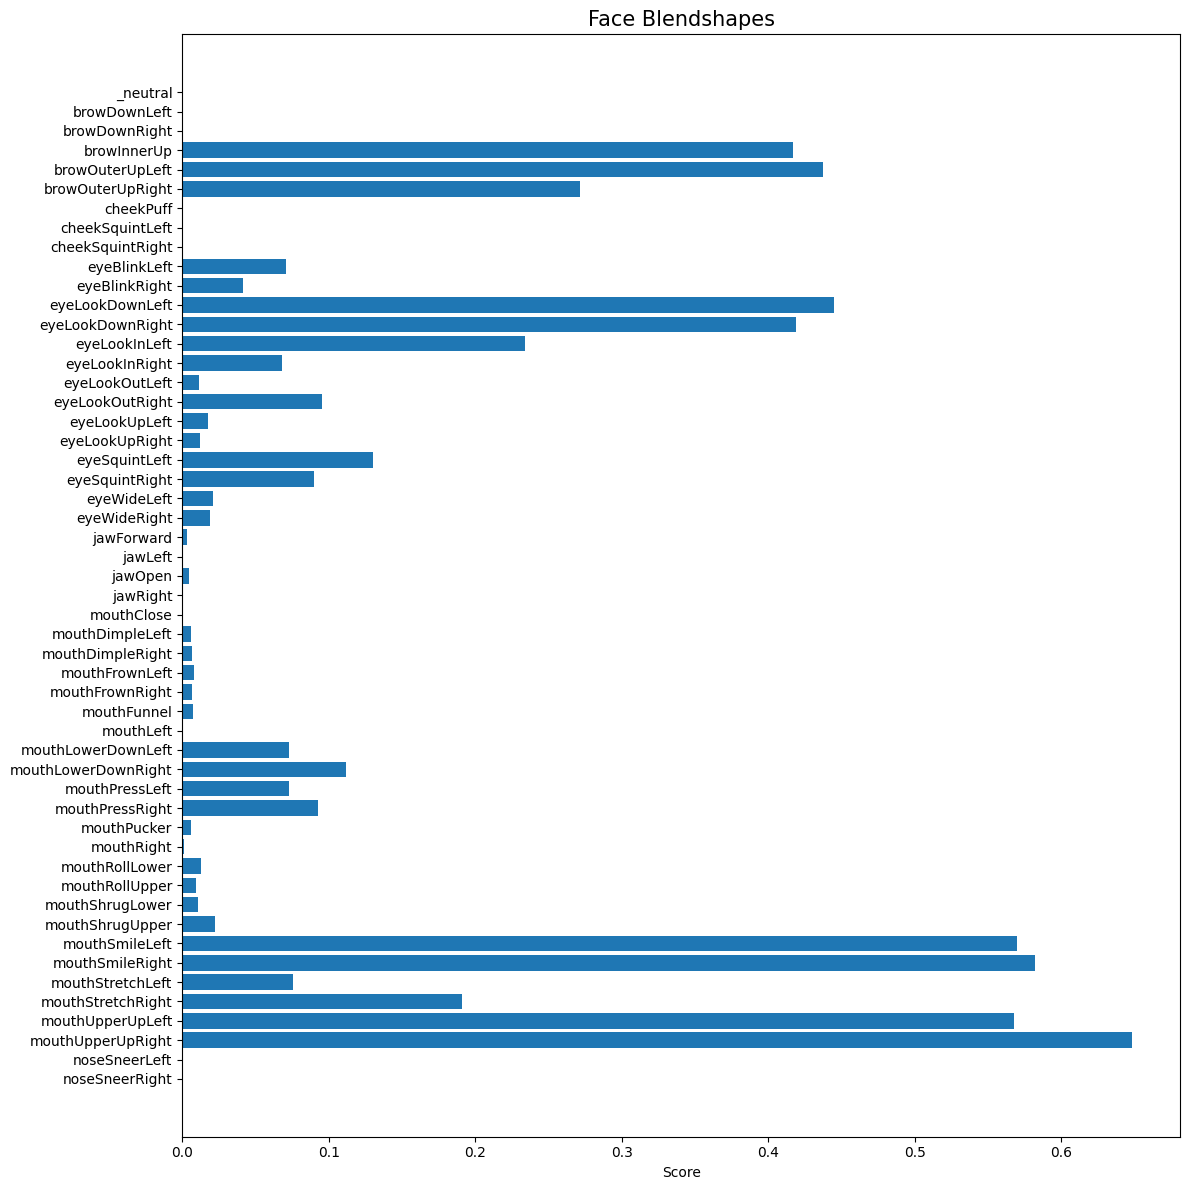 Face Blendshapes
_neutral
browDownLeft
browDownRight
browInnerUp
browOuterUpLeft
browOuterUpRight
cheekPuff
cheekSquintLeft
cheekSquintRight
eyeBlinkLeft
eyeBlinkRight
eyeLookDownLeft
eyeLookDownRight
eyeLookInLeft
eyeLookInRight
eyeLookOutLeft
eyeLookOutRight
eyeLookUpLeft
eyeLookUpRight
eyeSquintLeft
eyeSquintRight
eyeWideLeft
eyeWideRight
jawForward
jawLeft
jawOpen
jawRight
mouthClose
mouthDimpleLeft
mouthDimpleRight
mouthFrownLeft
mouthFrownRight
mouthFunnel
mouthLeft
mouthLowerDownLeft
mouthLowerDownRight
mouthPressLeft
mouthPressRight
mouthPucker
mouthRight
mouthRollLower
mouthRollUpper
mouthShrugLower
mouthShrugUpper
mouthSmileLeft
mouthSmileRight
mouthStretchLeft
mouthStretchRight
mouthUpperUpLeft
mouthUpperUpRight
noseSneerLeft
noseSneerRight
0.0 0.1 0.2 0.3 0.4 0.5 0.6
Score